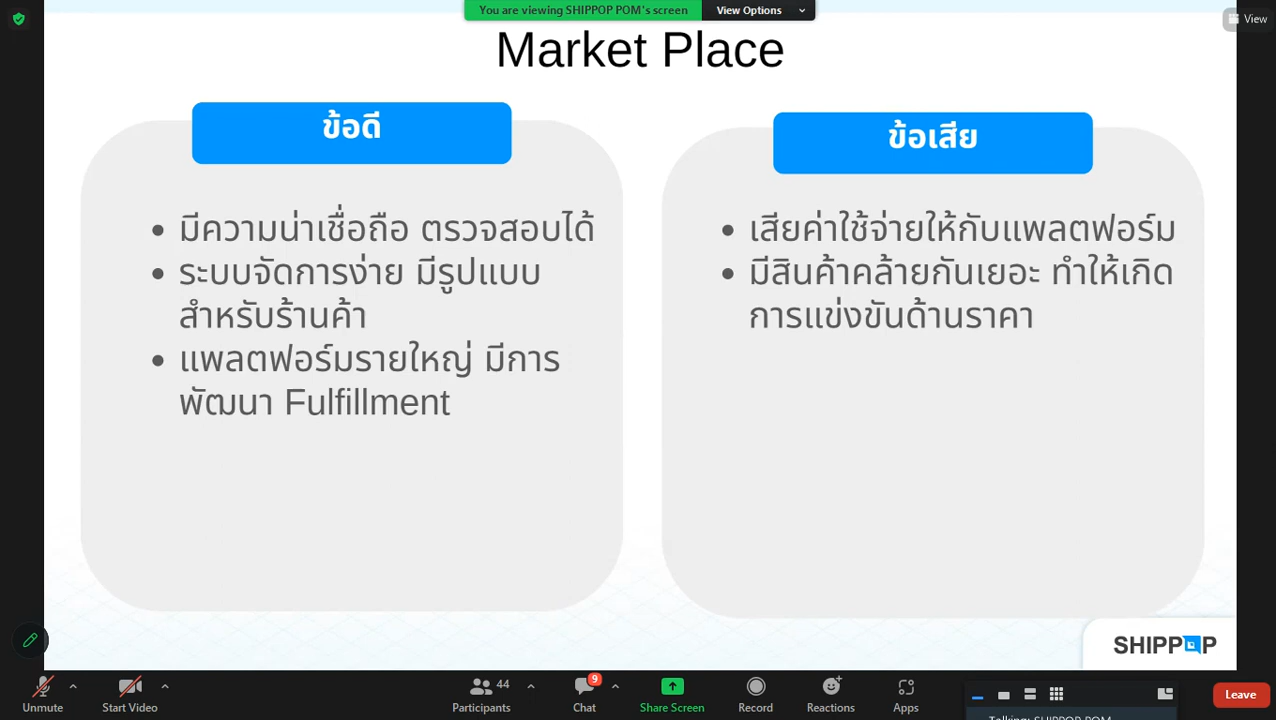 You are viewing SHIPPOP POM's screen
View Options
View
Market Place
ข้อดี
• มีความน่าเชื่อถือ ตรวจสอบได้
• ระบบจัดการง่าย มีรูปแบบ
สำหรับร้านค้า
• แพลตฟอร์มรายใหญ่ มีการ
พัฒนา Fulfillment
ข้อเสีย
• เสียค่าใช้จ่ายให้กับแพลตฟอร์ม
• มีสินค้าคล้ายกันเยอะ ทำให้เกิด
การแข่งขันด้านราคา
SHIPPOP
Unmute
Start Video
44
Participants
9
Chat
Share Screen
Record
Reactions
Apps
Talking: SHIPPOP POM
Leave